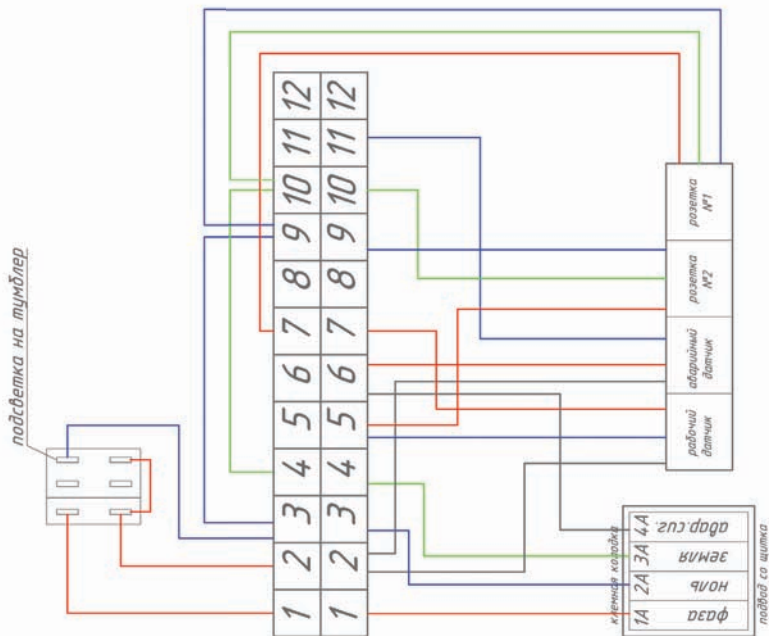 подсветка на тумблер
12 12
11 11
10 10
9 9
8 8
7 7
6 6
5 5
4 4
3 3
2 2
1 1
розетка
№1
розетка
№2
аварийный
датчик
рабочий
датчик
клемная колодка
4А авар.сиг.
3А земля
2А ноль
1А фаза
подвод со щитка